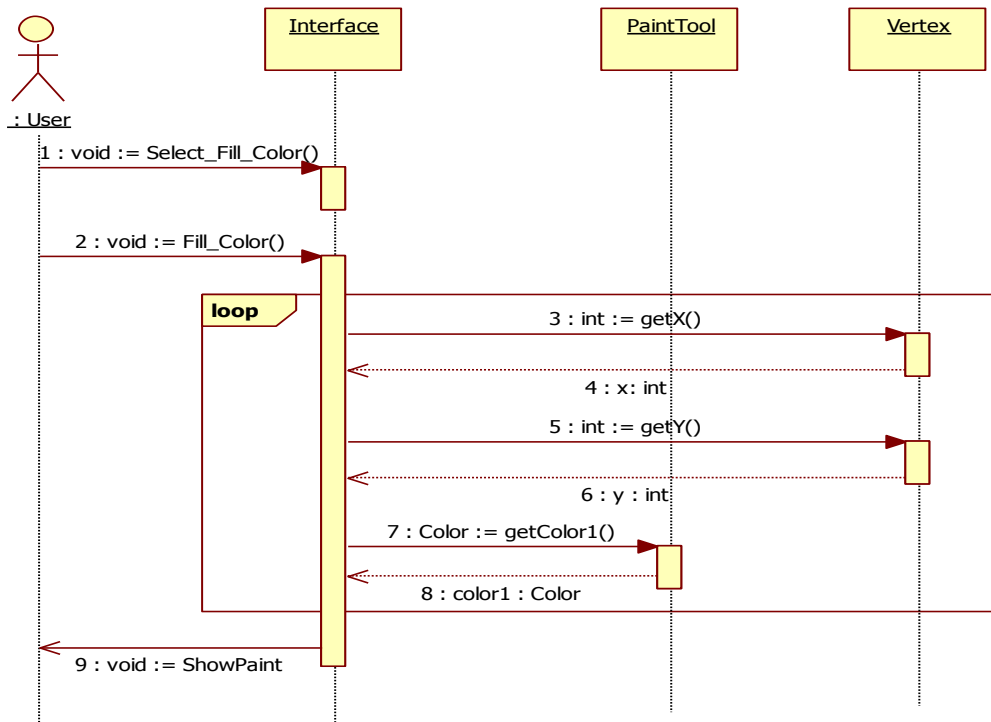 Interface
PaintTool
Vertex
: User
1 : void := Select_Fill_Color()
2 : void := Fill_Color()
loop
3 : int := getX()
4 : x: int
5 : int := getY()
6 : y : int
7 : Color := getColor1()
8 : color1 : Color
9 : void := ShowPaint